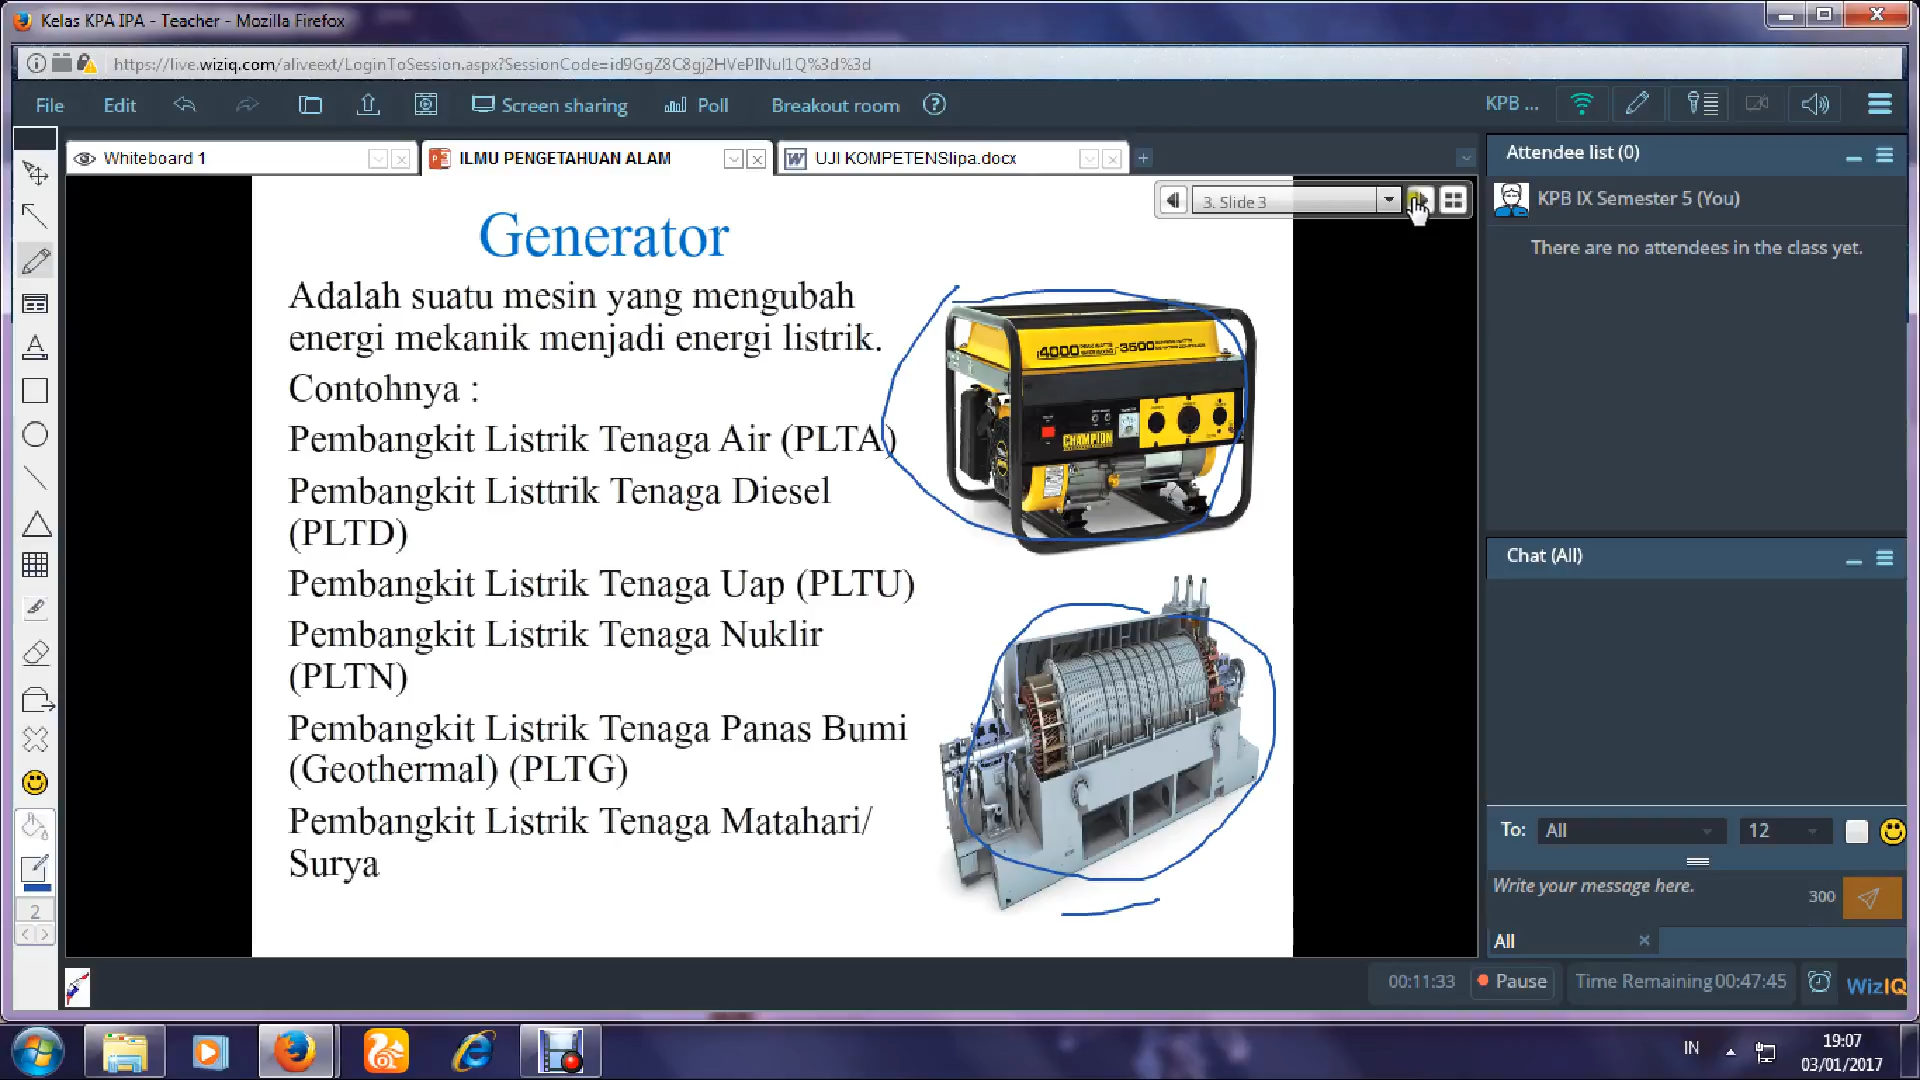 Kelas KPA IPA - Teacher - Mozilla Firefox
https://live.wiziq.com/aliveext/LoginToSession.aspx?SessionCode=id9GgZ8C8gj2HVePINuI1Q%3d%3d
File Edit Screen sharing Poll Breakout room ? KPB ...
Whiteboard 1 ILMU PENGETAHUAN ALAM UJI KOMPETENSIipa.docx
3. Slide 3
Generator
Adalah suatu mesin yang mengubah
energi mekanik menjadi energi listrik.
Contohnya :
Pembangkit Listrik Tenaga Air (PLTA)
Pembangkit Listtrik Tenaga Diesel
(PLTD)
Pembangkit Listrik Tenaga Uap (PLTU)
Pembangkit Listrik Tenaga Nuklir
(PLTN)
Pembangkit Listrik Tenaga Panas Bumi
(Geothermal) (PLTG)
Pembangkit Listrik Tenaga Matahari/
Surya
4000 3500
CHAMPION
Attendee list (0)
KPB IX Semester 5 (You)
There are no attendees in the class yet.
Chat (All)
To: All 12
Write your message here. 300
All
2
00:11:33 Pause Time Remaining 00:47:45 WizIQ
IN 19:07
03/01/2017